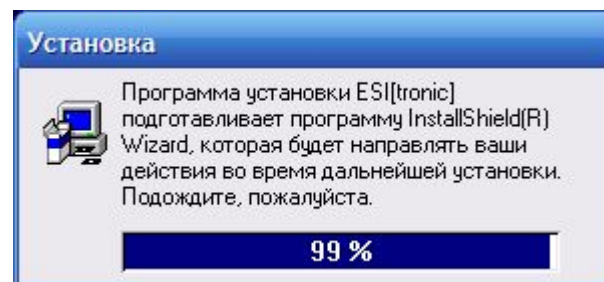 Установка
Программа установки ESI[tronic]
подготавливает программу InstallShield(R)
Wizard, которая будет направлять ваши
действия во время дальнейшей установки.
Подождите, пожалуйста.
99 %